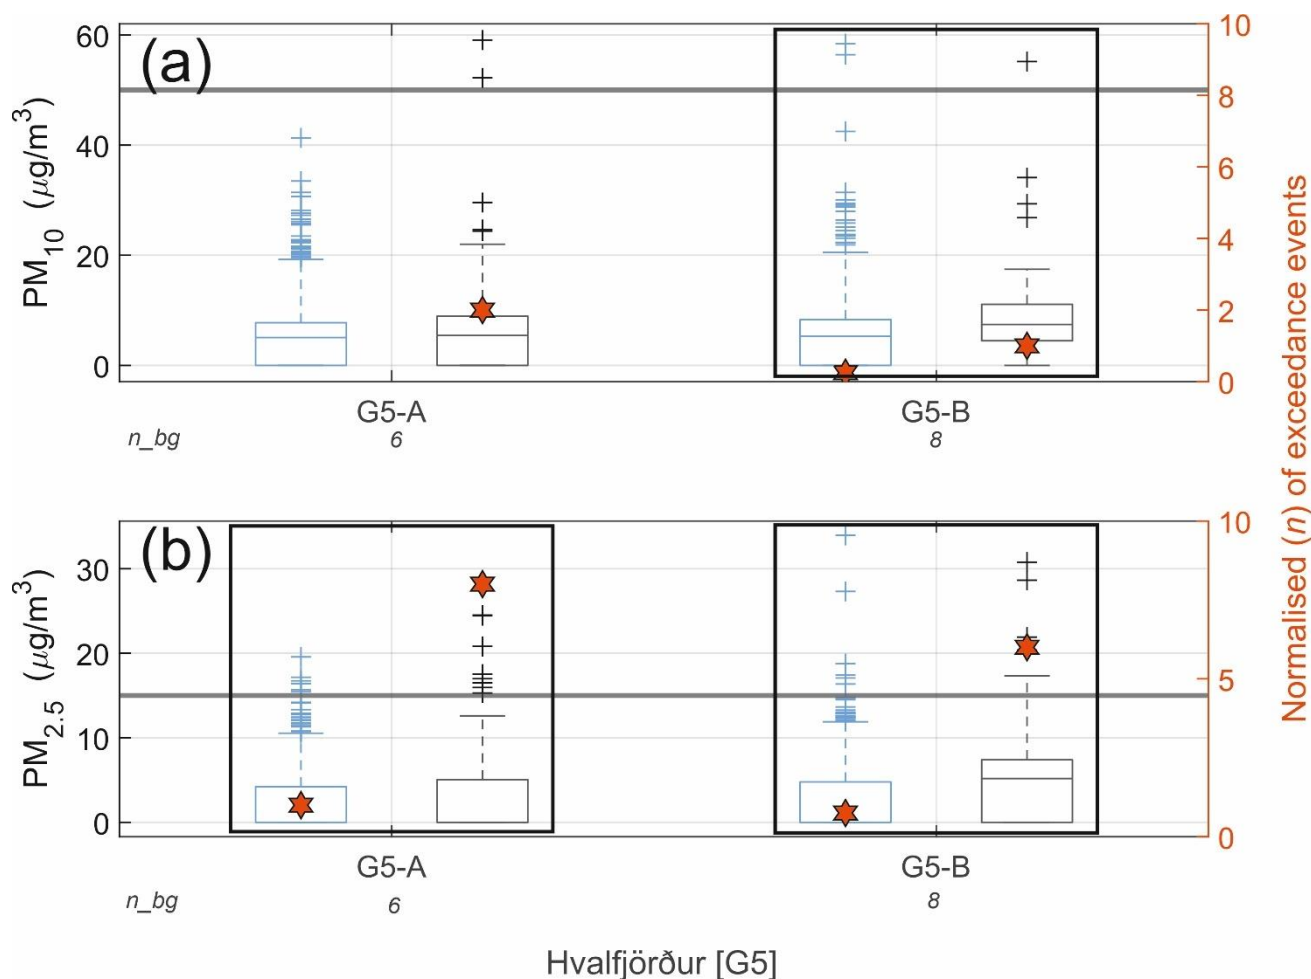 (a)
PM10 (μg/m3)
60
40
20
0
10
8
6
4
2
0
G5-A
G5-B
n_bg
6
8
Normalised (n) of exceedance events
(b)
PM2.5 (μg/m3)
30
20
10
0
10
5
0
G5-A
G5-B
n_bg
6
8
Hvalfjörður [G5]